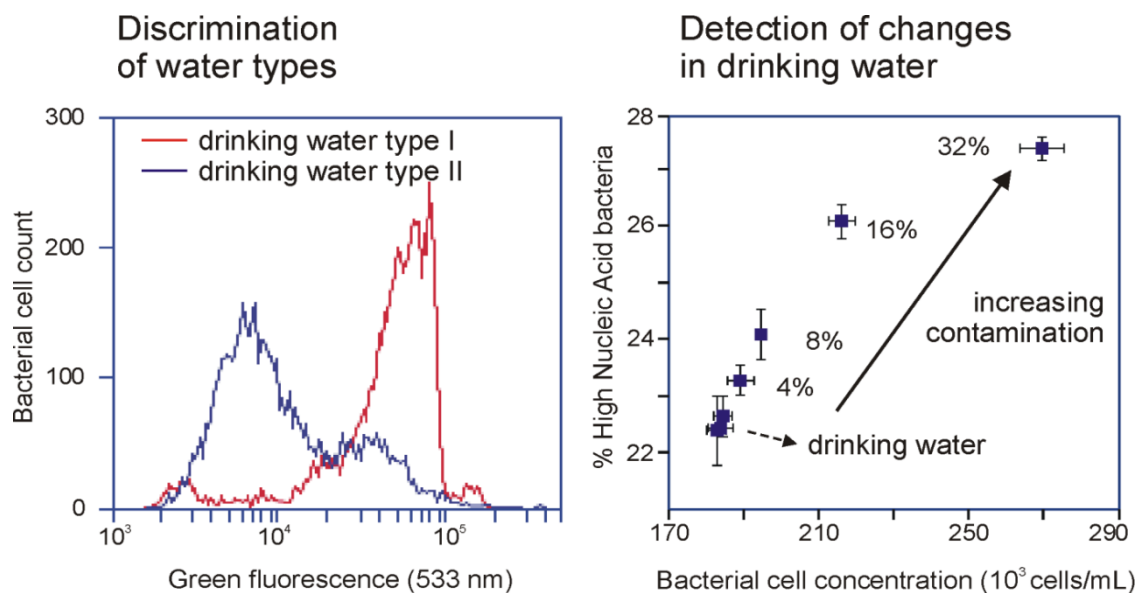 Discrimination
of water types
300
200
100
0
Bacterial cell count
drinking water type I
drinking water type II
10³
10⁴
10⁵
Green fluorescence (533 nm)
Detection of changes
in drinking water
28
26
24
22
% High Nucleic Acid bacteria
32%
16%
8%
4%
increasing
contamination
drinking water
170
210
250
290
Bacterial cell concentration (10³ cells/mL)